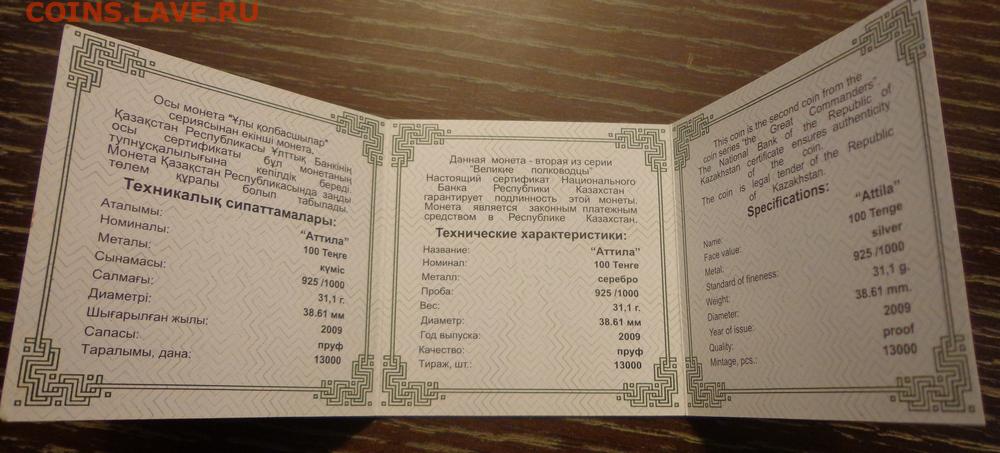 COINS.LAVE.RU
Осы монета "Ұлы қолбасшылар"
сериясынан екінші монета.
Қазақстан Республикасы Ұлттық Банкінің
осы сертификаты бұл монетаның
түпнұсқалылығына кепілдік береді.
Монета Қазақстан Республикасында заңды
төлем құралы болып табылады.
Техникалық сипаттамалары:
Аталымы: "Аттила"
Номиналы: 100 Теңге
Металы: күміс
Сынамасы: 925 /1000
Салмағы: 31,1 г.
Диаметрі: 38.61 мм
Шығарылған жылы: 2009
Сапасы: пруф
Таралымы, дана: 13000
Данная монета - вторая из серии
"Великие полководцы"
Настоящий сертификат Национального
Банка Республики Казахстан
гарантирует подлинность этой монеты.
Монета является законным платежным
средством в Республике Казахстан.
Технические характеристики:
Название: "Аттила"
Номинал: 100 Тенге
Металл: серебро
Проба: 925 /1000
Вес: 31,1 г.
Диаметр: 38.61 мм
Год выпуска: 2009
Качество: пруф
Тираж, шт.: 13000
This coin is the second coin from the
coin series "the Great Commanders"
The National Bank of the Republic of
Kazakhstan certificate ensures authenticity
of the coin.
The coin is legal tender of the Republic
of Kazakhstan.
Specifications:
Name: "Attila"
Face value: 100 Tenge
Metal: silver
Standard of fineness: 925 /1000
Weight: 31,1 g.
Diameter: 38.61 mm.
Year of issue: 2009
Quality: proof
Mintage, pcs.: 13000